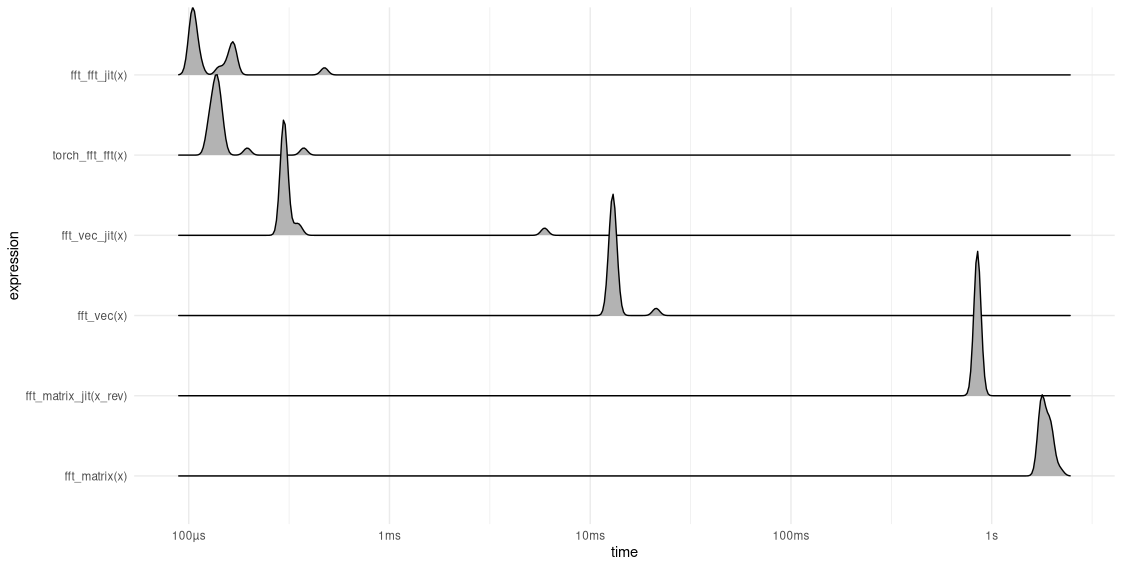 fft_fft_jit(x)
torch_fft_fft(x)
fft_vec_jit(x)
fft_vec(x)
fft_matrix_jit(x_rev)
fft_matrix(x)
expression
100µs
1ms
10ms
100ms
1s
time